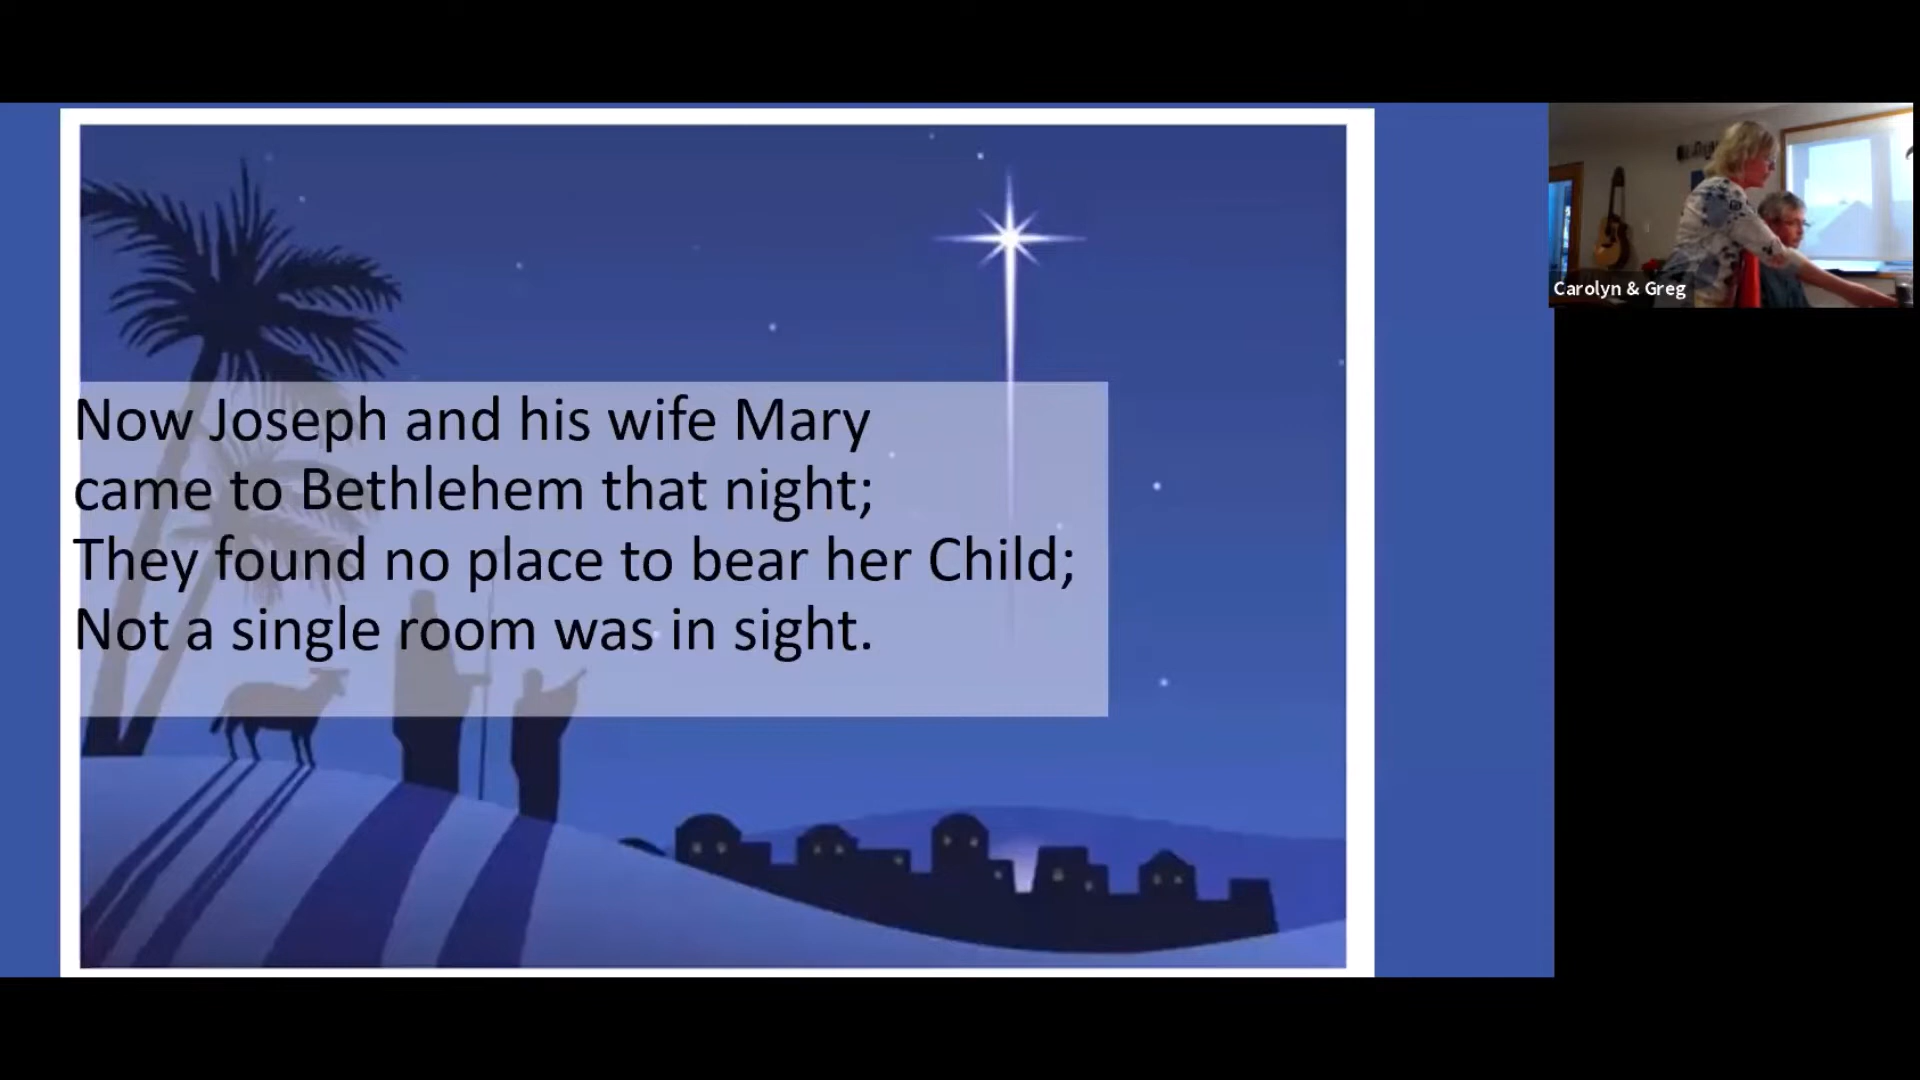 Now Joseph and his wife Mary
came to Bethlehem that night;
They found no place to bear her Child;
Not a single room was in sight.
Carolyn & Greg